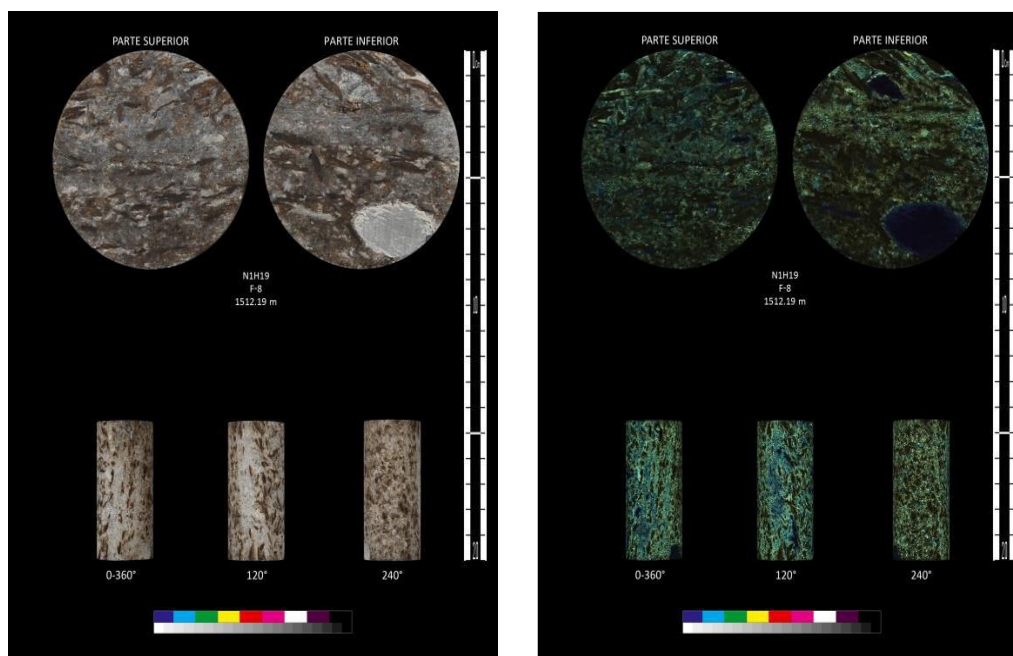 PARTE SUPERIOR
PARTE INFERIOR
N1H19
F-8
1512.19 m
0-360°
120°
240°
PARTE SUPERIOR
PARTE INFERIOR
N1H19
F-8
1512.19 m
0-360°
120°
240°